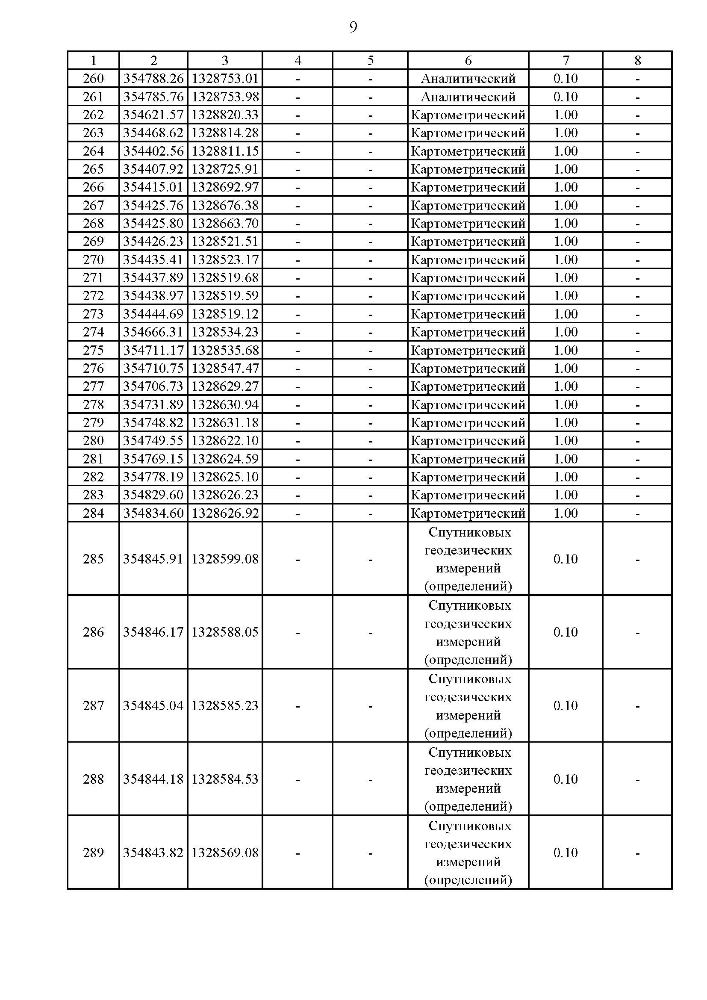 9
1 2 3 4 5 6 7 8
260 354788.26 1328753.01 - - Аналитический 0.10 -
261 354785.76 1328753.98 - - Аналитический 0.10 -
262 354621.57 1328820.33 - - Картометрический 1.00 -
263 354468.62 1328814.28 - - Картометрический 1.00 -
264 354402.56 1328811.15 - - Картометрический 1.00 -
265 354407.92 1328725.91 - - Картометрический 1.00 -
266 354415.01 1328692.97 - - Картометрический 1.00 -
267 354425.76 1328676.38 - - Картометрический 1.00 -
268 354425.80 1328663.70 - - Картометрический 1.00 -
269 354426.23 1328521.51 - - Картометрический 1.00 -
270 354435.41 1328523.17 - - Картометрический 1.00 -
271 354437.89 1328519.68 - - Картометрический 1.00 -
272 354438.97 1328519.59 - - Картометрический 1.00 -
273 354444.69 1328519.12 - - Картометрический 1.00 -
274 354666.31 1328534.23 - - Картометрический 1.00 -
275 354711.17 1328535.68 - - Картометрический 1.00 -
276 354710.75 1328547.47 - - Картометрический 1.00 -
277 354706.73 1328629.27 - - Картометрический 1.00 -
278 354731.89 1328630.94 - - Картометрический 1.00 -
279 354748.82 1328631.18 - - Картометрический 1.00 -
280 354749.55 1328622.10 - - Картометрический 1.00 -
281 354769.15 1328624.59 - - Картометрический 1.00 -
282 354778.19 1328625.10 - - Картометрический 1.00 -
283 354829.60 1328626.23 - - Картометрический 1.00 -
284 354834.60 1328626.92 - - Картометрический 1.00 -
285 354845.91 1328599.08 - - Спутниковых
геодезических
измерений
(определений) 0.10 -
286 354846.17 1328588.05 - - Спутниковых
геодезических
измерений
(определений) 0.10 -
287 354845.04 1328585.23 - - Спутниковых
геодезических
измерений
(определений) 0.10 -
288 354844.18 1328584.53 - - Спутниковых
геодезических
измерений
(определений) 0.10 -
289 354843.82 1328569.08 - - Спутниковых
геодезических
измерений
(определений) 0.10 -